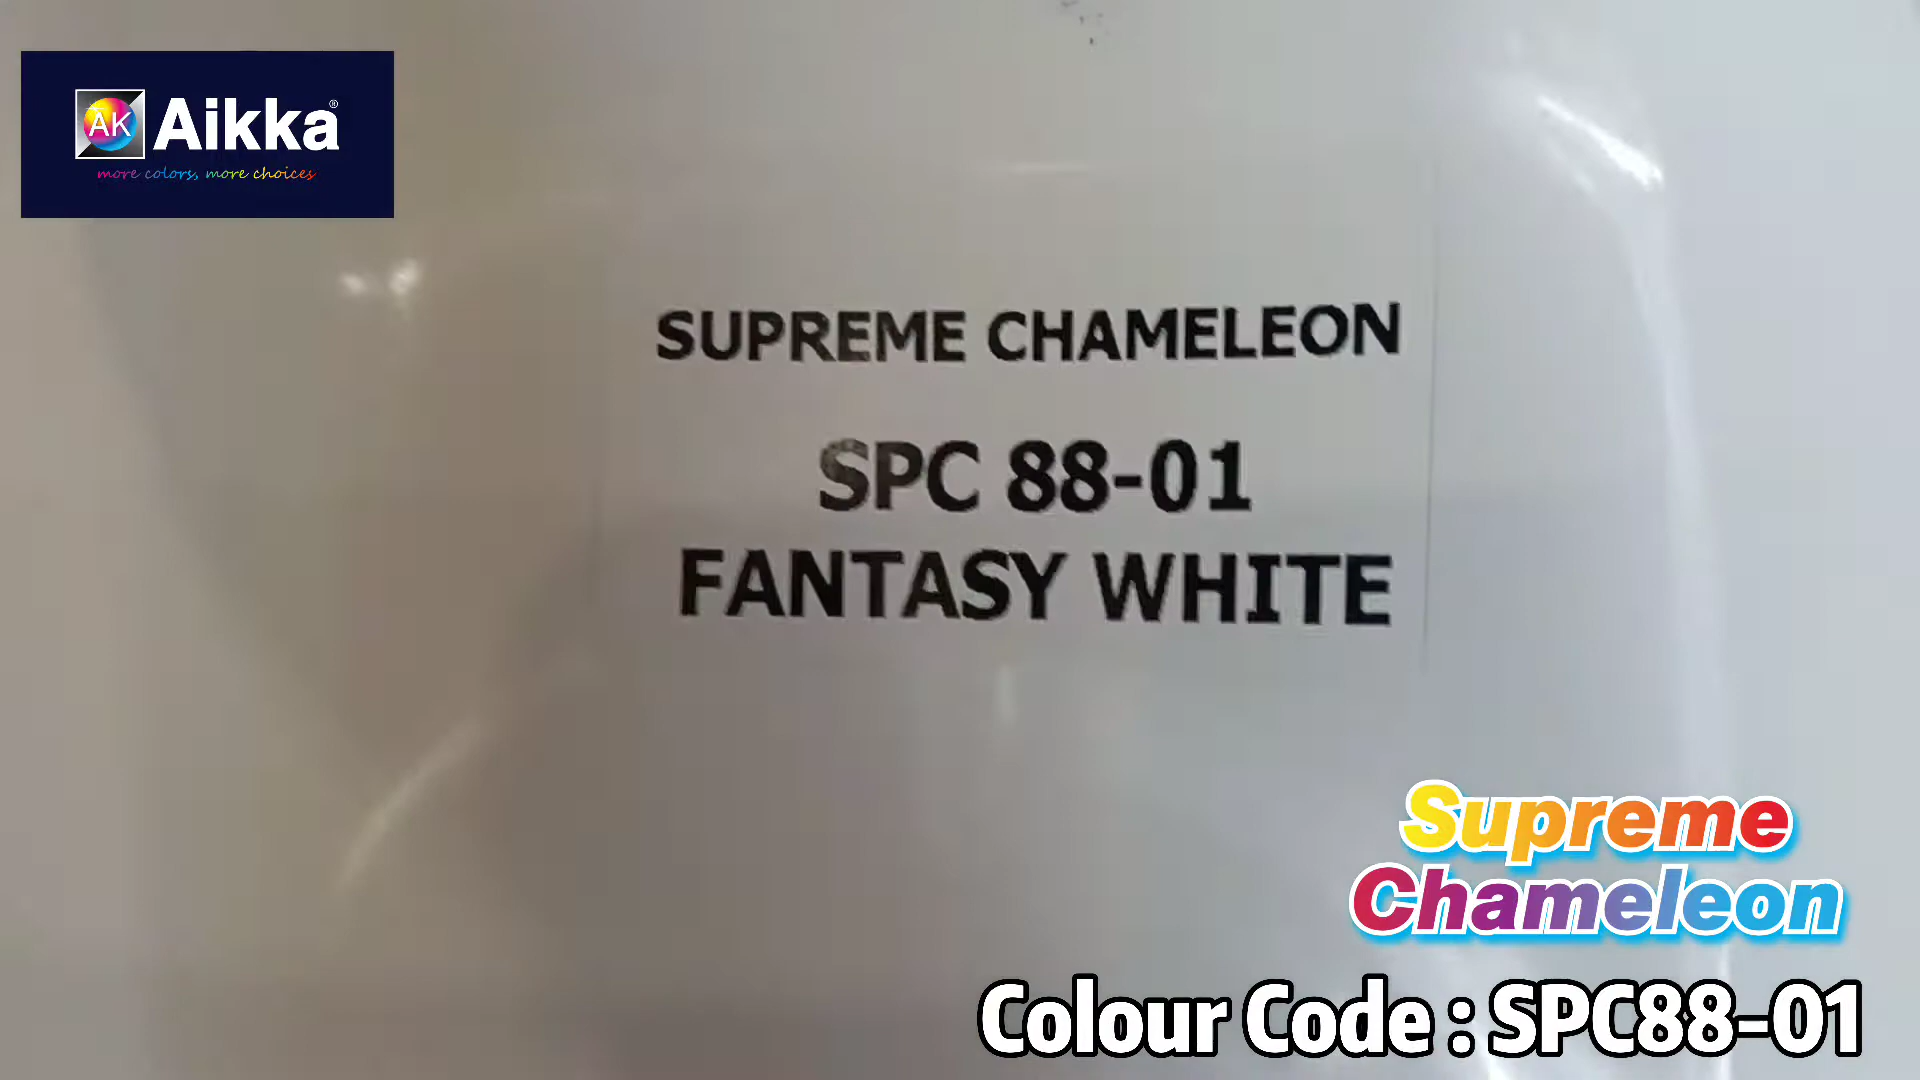 AK Aikka®
more colors, more choices
SUPREME CHAMELEON
SPC 88-01
FANTASY WHITE
Supreme
Chameleon
Colour Code : SPC88-01